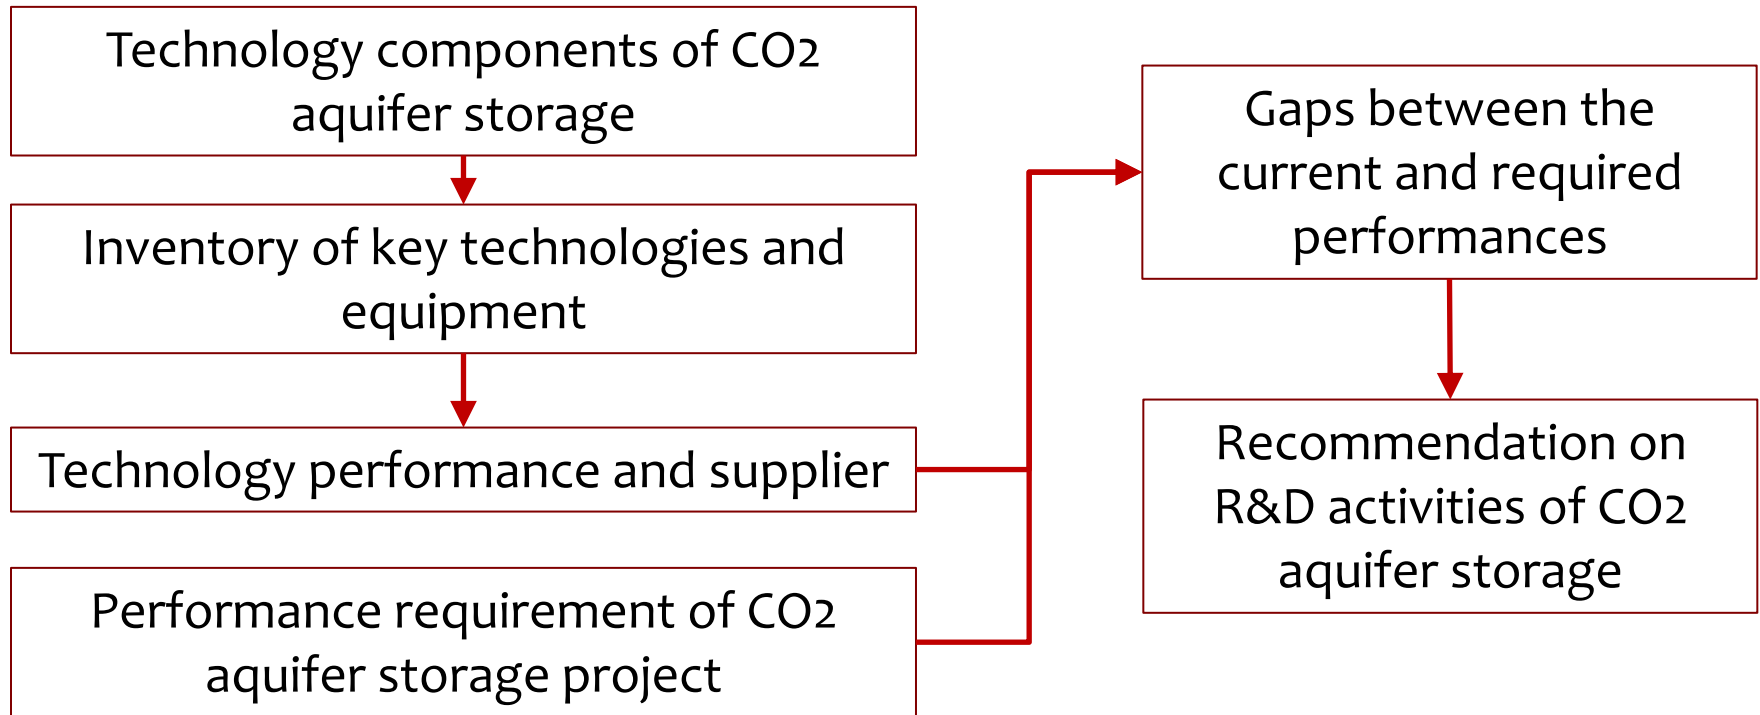 Technology components of CO2
aquifer storage
Inventory of key technologies and
equipment
Technology performance and supplier
Performance requirement of CO2
aquifer storage project
Gaps between the
current and required
performances
Recommendation on
R&D activities of CO2
aquifer storage